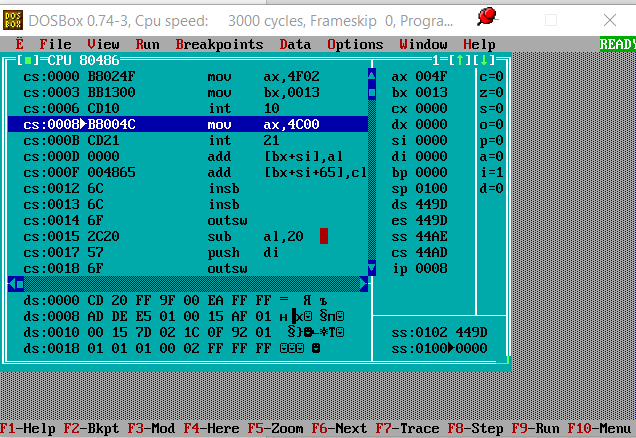 DOSBox 0.74-3, Cpu speed: 3000 cycles, Frameskip 0, Progra...
Ë File View Run Breakpoints Data Options Window Help READY
[■]=CPU 80486 1=[↑][↓]
cs:0000 B8024F mov ax,4F02 ax 004F c=0
cs:0003 BB1300 mov bx,0013 bx 0013 z=0
cs:0006 CD10 int 10 cx 0000 s=0
cs:0008►B8004C mov ax,4C00 dx 0000 o=0
cs:000B CD21 int 21 si 0000 p=0
cs:000D 0000 add [bx+si],al di 0000 a=0
cs:000F 004865 add [bx+si+65],cl bp 0000 i=1
cs:0012 6C insb sp 0100 d=0
cs:0013 6C insb ds 449D
cs:0014 6F outsw es 449D
cs:0015 2C20 sub al,20 ss 44AE
cs:0017 57 push di cs 44AD
cs:0018 6F outsw ip 0008
ds:0000 CD 20 FF 9F 00 EA FF FF = Я ъ
ds:0008 AD DE E5 01 00 15 AF 01
ds:0010 00 15 7D 02 1C 0F 92 01 ss:0102 449D
ds:0018 01 01 01 00 02 FF FF FF ss:0100►0000
F1-Help F2-Bkpt F3-Mod F4-Here F5-Zoom F6-Next F7-Trace F8-Step F9-Run F10-Menu